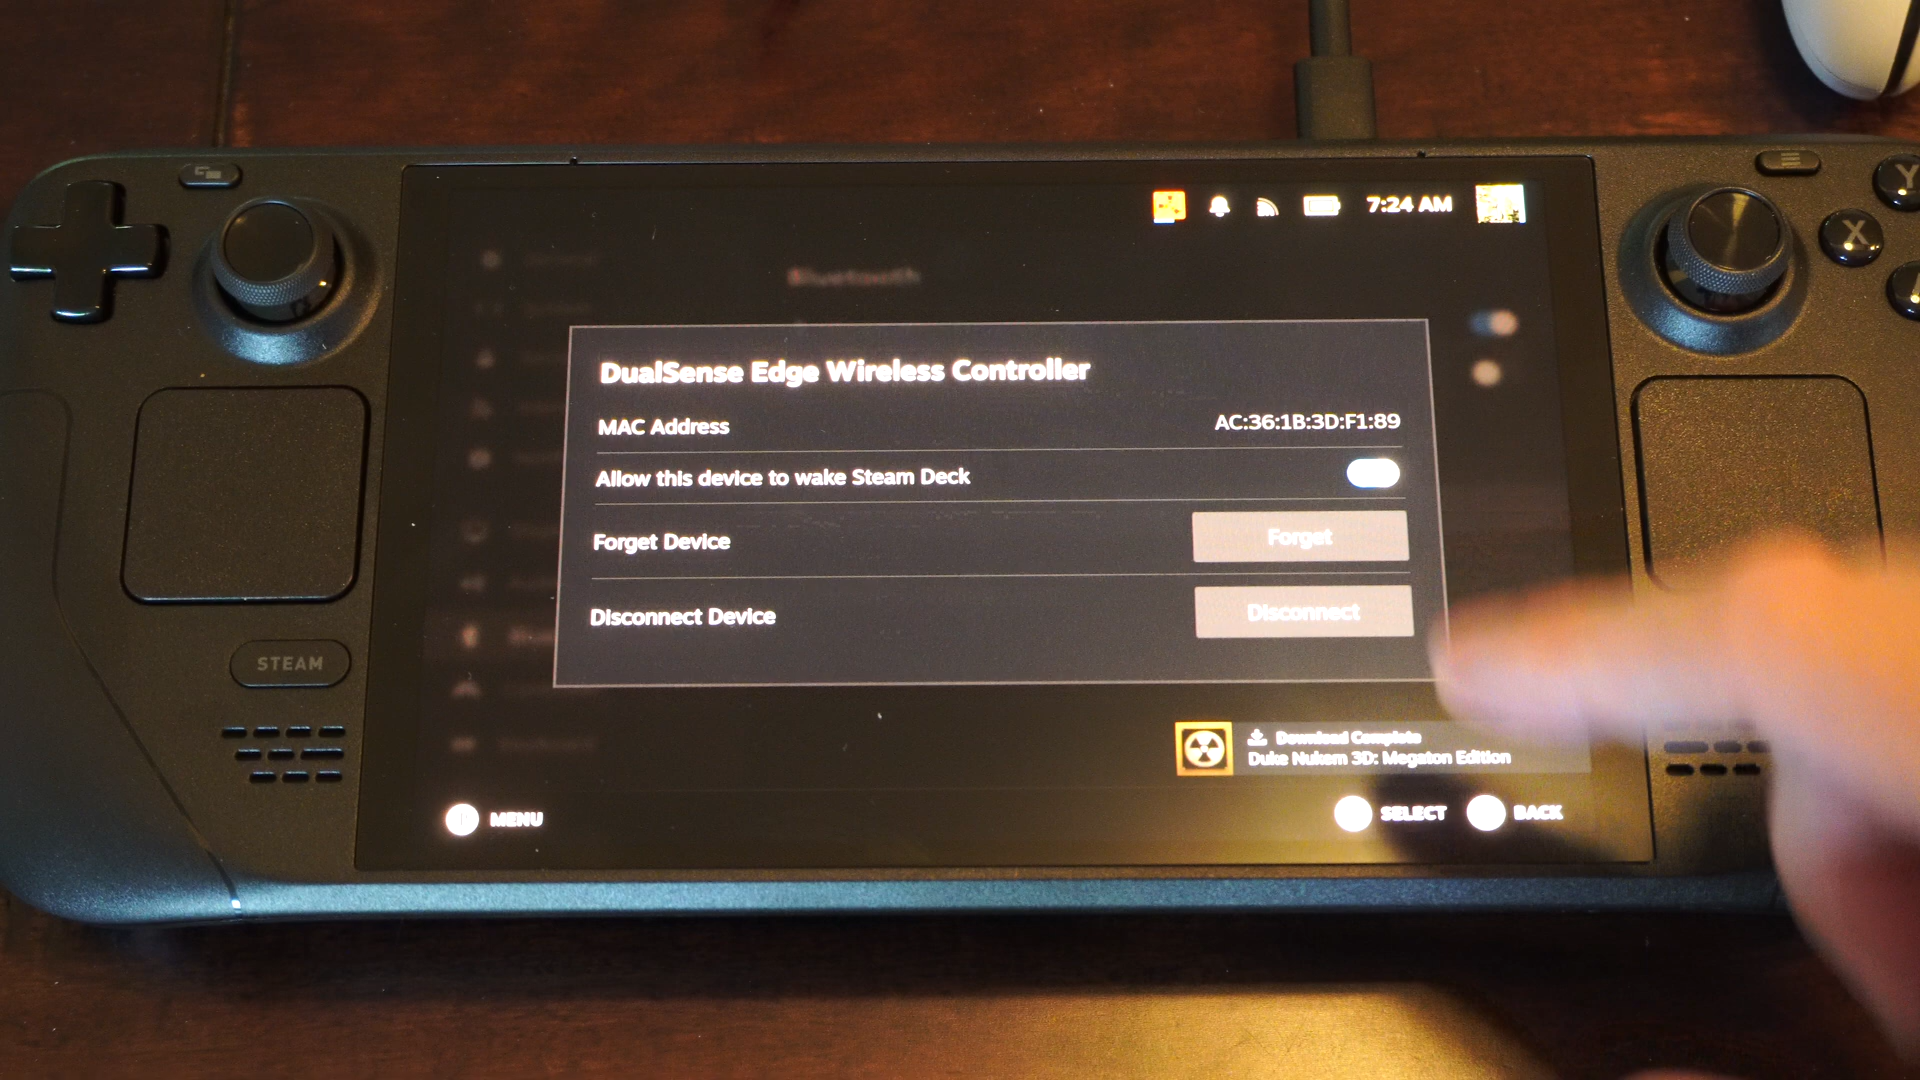 7:24 AM
Bluetooth
DualSense Edge Wireless Controller
MAC Address AC:36:1B:3D:F1:89
Allow this device to wake Steam Deck
Forget Device Forget
Disconnect Device Disconnect
Download Complete
Duke Nukem 3D: Megaton Edition
MENU SELECT BACK
STEAM
Y
X